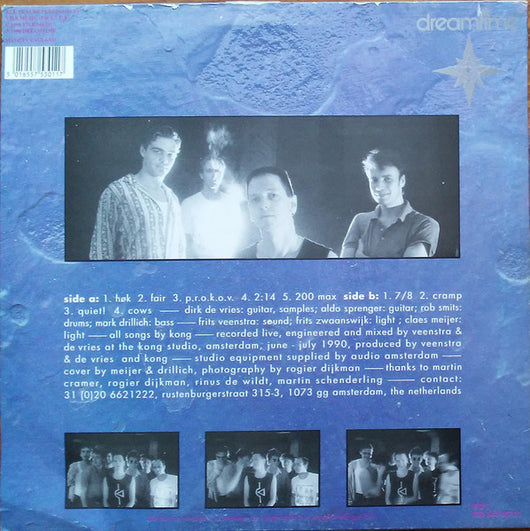 dreamtime
5 016557 550117
side a: 1. høk 2. fair 3. p.r.o.k.o.v. 4. 2:14 5. 200 max side b: 1. 7/8 2. cramp
3. quiet! 4. cows — dirk de vries: guitar, samples; aldo sprenger: guitar; rob smits:
drums; mark drillich: bass — frits veenstra: sound; frits zwaanswijk: light ; claes meijer:
light — all songs by kong — recorded live, engineered and mixed by veenstra &
de vries at the kong studio, amsterdam, june - july 1990, produced by veenstra
& de vries and kong — studio equipment supplied by audio amsterdam —
cover by meijer & drillich, photography by rogier dijkman — thanks to martin
cramer, rogier dijkman, rinus de wildt, martin schenderling — contact:
31 (0)20 6621222, rustenburgerstraat 315-3, 1073 gg amsterdam, the netherlands